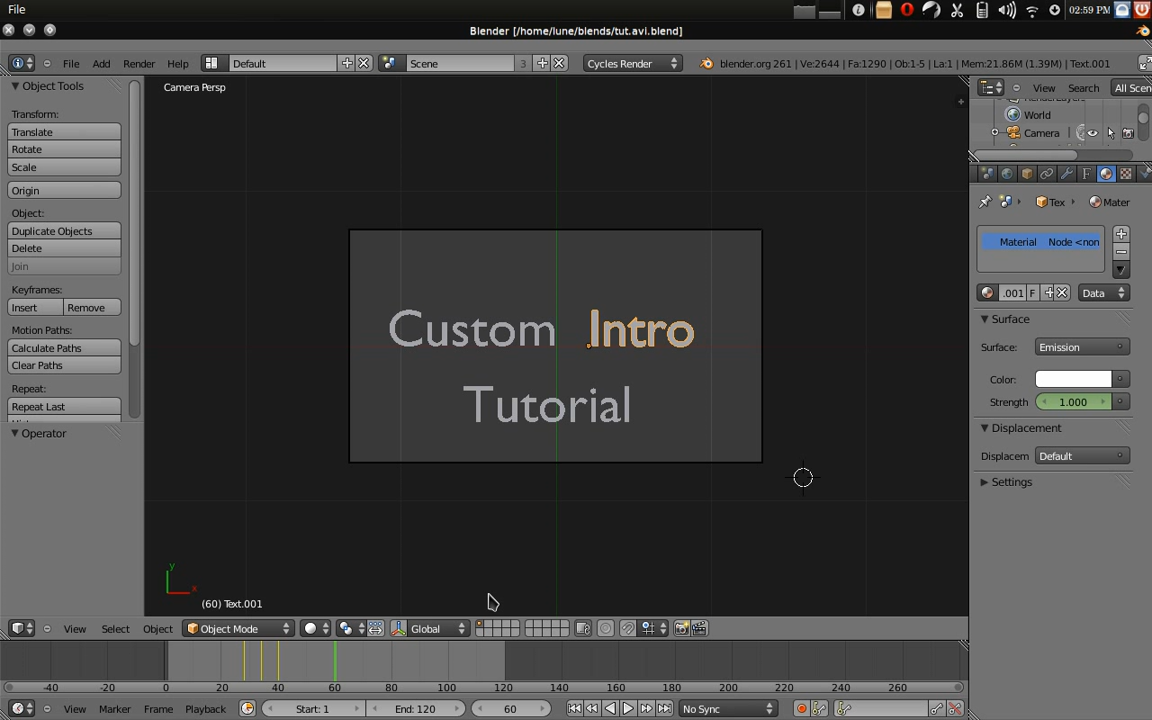 File
02:59 PM
Blender [/home/lune/blends/tut.avi.blend]
File Add Render Help Default Scene 3 Cycles Render blender.org 261 | Ve:2644 | Fa:1290 | Ob:1-5 | La:1 | Mem:21.86M (1.39M) | Text.001
Object Tools
Transform:
Translate
Rotate
Scale
Origin
Object:
Duplicate Objects
Delete
Join
Keyframes:
Insert Remove
Motion Paths:
Calculate Paths
Clear Paths
Repeat:
Repeat Last
Operator
Camera Persp
Custom Intro
Tutorial
y
x
(60) Text.001
View Search All Scen
World
Camera
Tex Mater
Material Node <non
.001 F Data
Surface
Surface: Emission
Color:
Strength 1.000
Displacement
Displacem Default
Settings
View Select Object Object Mode Global
-40 -20 0 20 40 60 80 100 120 140 160 180 200 220 240 260
View Marker Frame Playback Start: 1 End: 120 60 No Sync